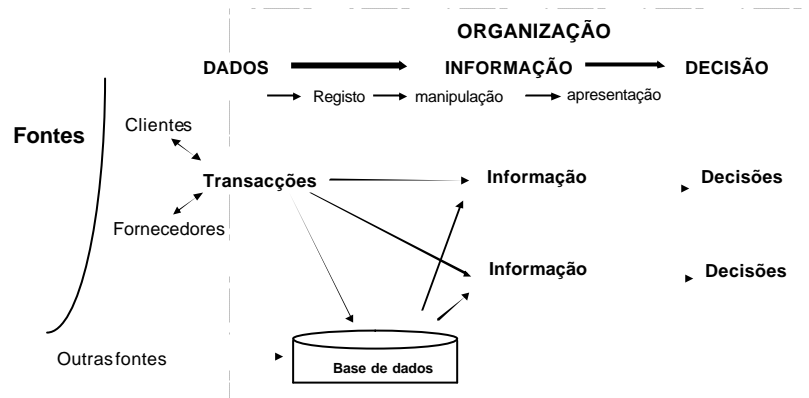 ORGANIZAÇÃO
DADOS INFORMAÇÃO DECISÃO
Registo manipulação apresentação
Fontes
Clientes
Transacções Informação Decisões
Fornecedores
Informação Decisões
Outras fontes
Base de dados